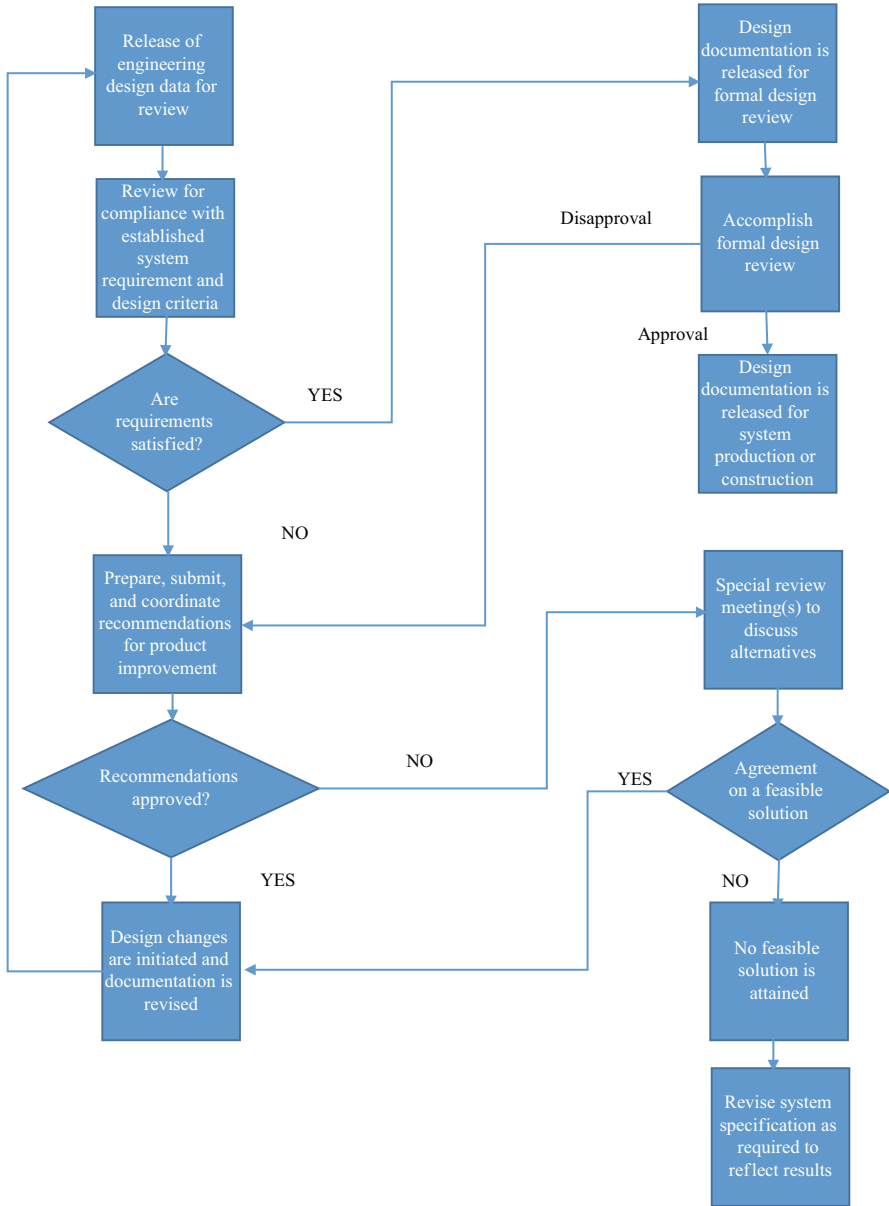 Release of
engineering
design data for
review
Review for
compliance with
established
system
requirement and
design criteria
Are
requirements
satisfied?
YES
NO
Design
documentation is
released for
formal design
review
Accomplish
formal design
review
Disapproval
Approval
Design
documentation is
released for
system
production or
construction
Prepare, submit,
and coordinate
recommendations
for product
improvement
Recommendations
approved?
NO
YES
Special review
meeting(s) to
discuss
alternatives
Agreement
on a feasible
solution
YES
NO
Design changes
are initiated and
documentation is
revised
No feasible
solution is
attained
Revise system
specification as
required to
reflect results